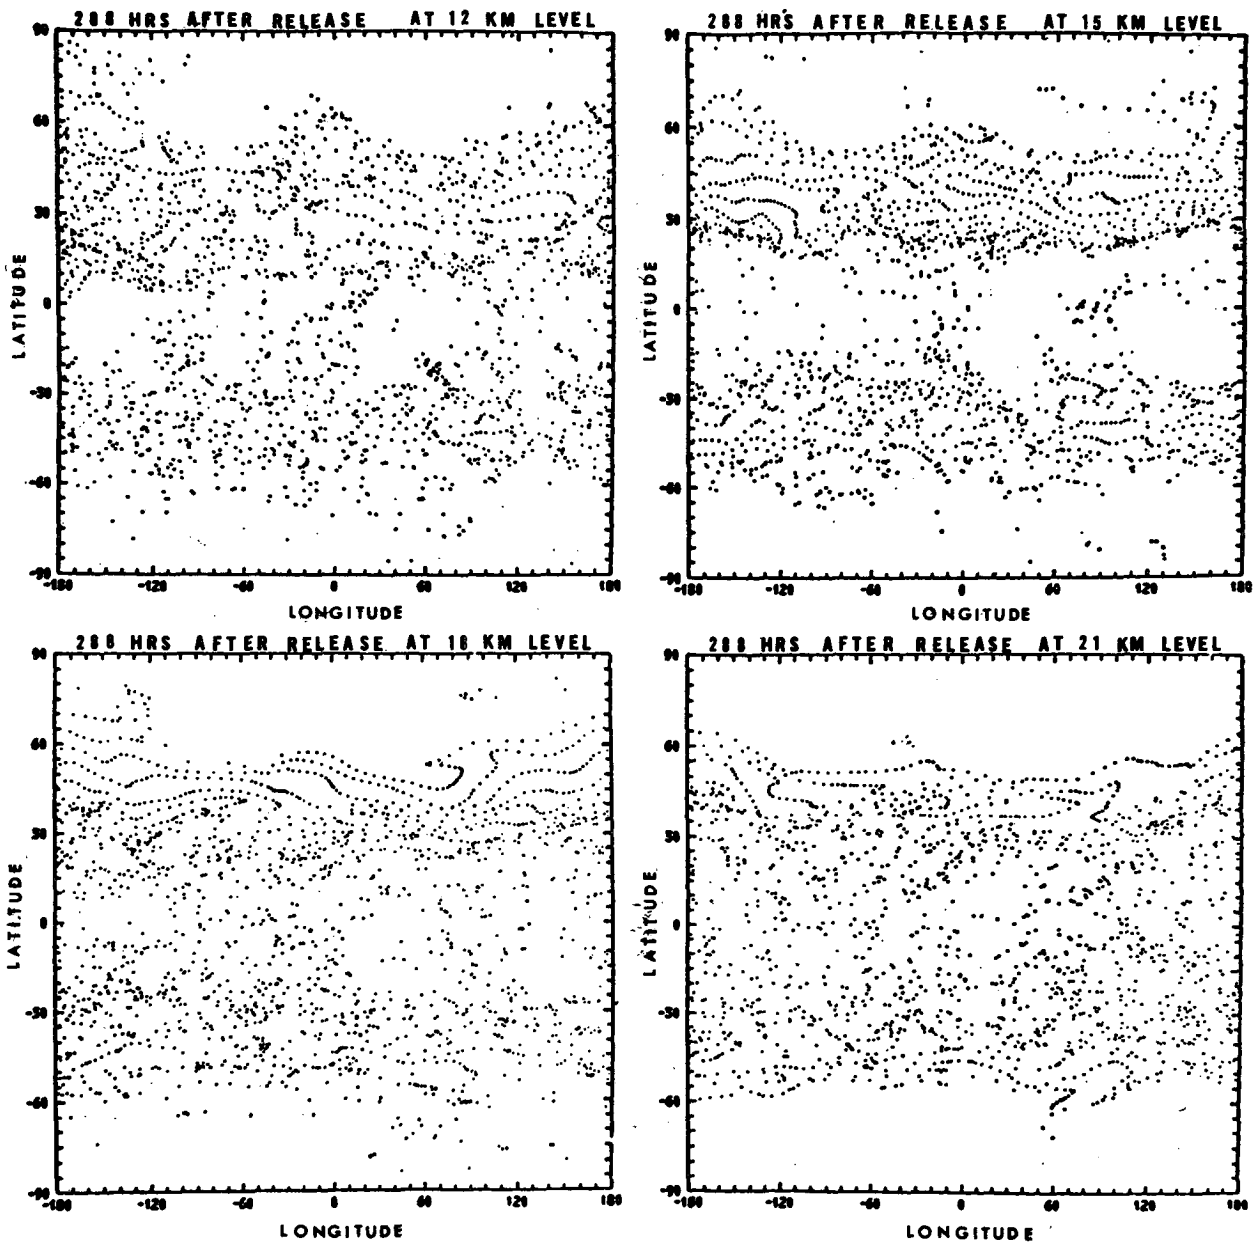 288 HRS AFTER RELEASE AT 12 KM LEVEL
90
60
30
0
-30
-60
-90
LATITUDE
-180 -120 -60 0 60 120 180
LONGITUDE
288 HRS AFTER RELEASE AT 15 KM LEVEL
90
60
30
0
-30
-60
-90
LATITUDE
-180 -120 -60 0 60 120 180
LONGITUDE
288 HRS AFTER RELEASE AT 18 KM LEVEL
90
60
30
0
-30
-60
-90
LATITUDE
-180 -120 -60 0 60 120 180
LONGITUDE
288 HRS AFTER RELEASE AT 21 KM LEVEL
90
60
30
0
-30
-60
-90
LATITUDE
-180 -120 -60 0 60 120 180
LONGITUDE